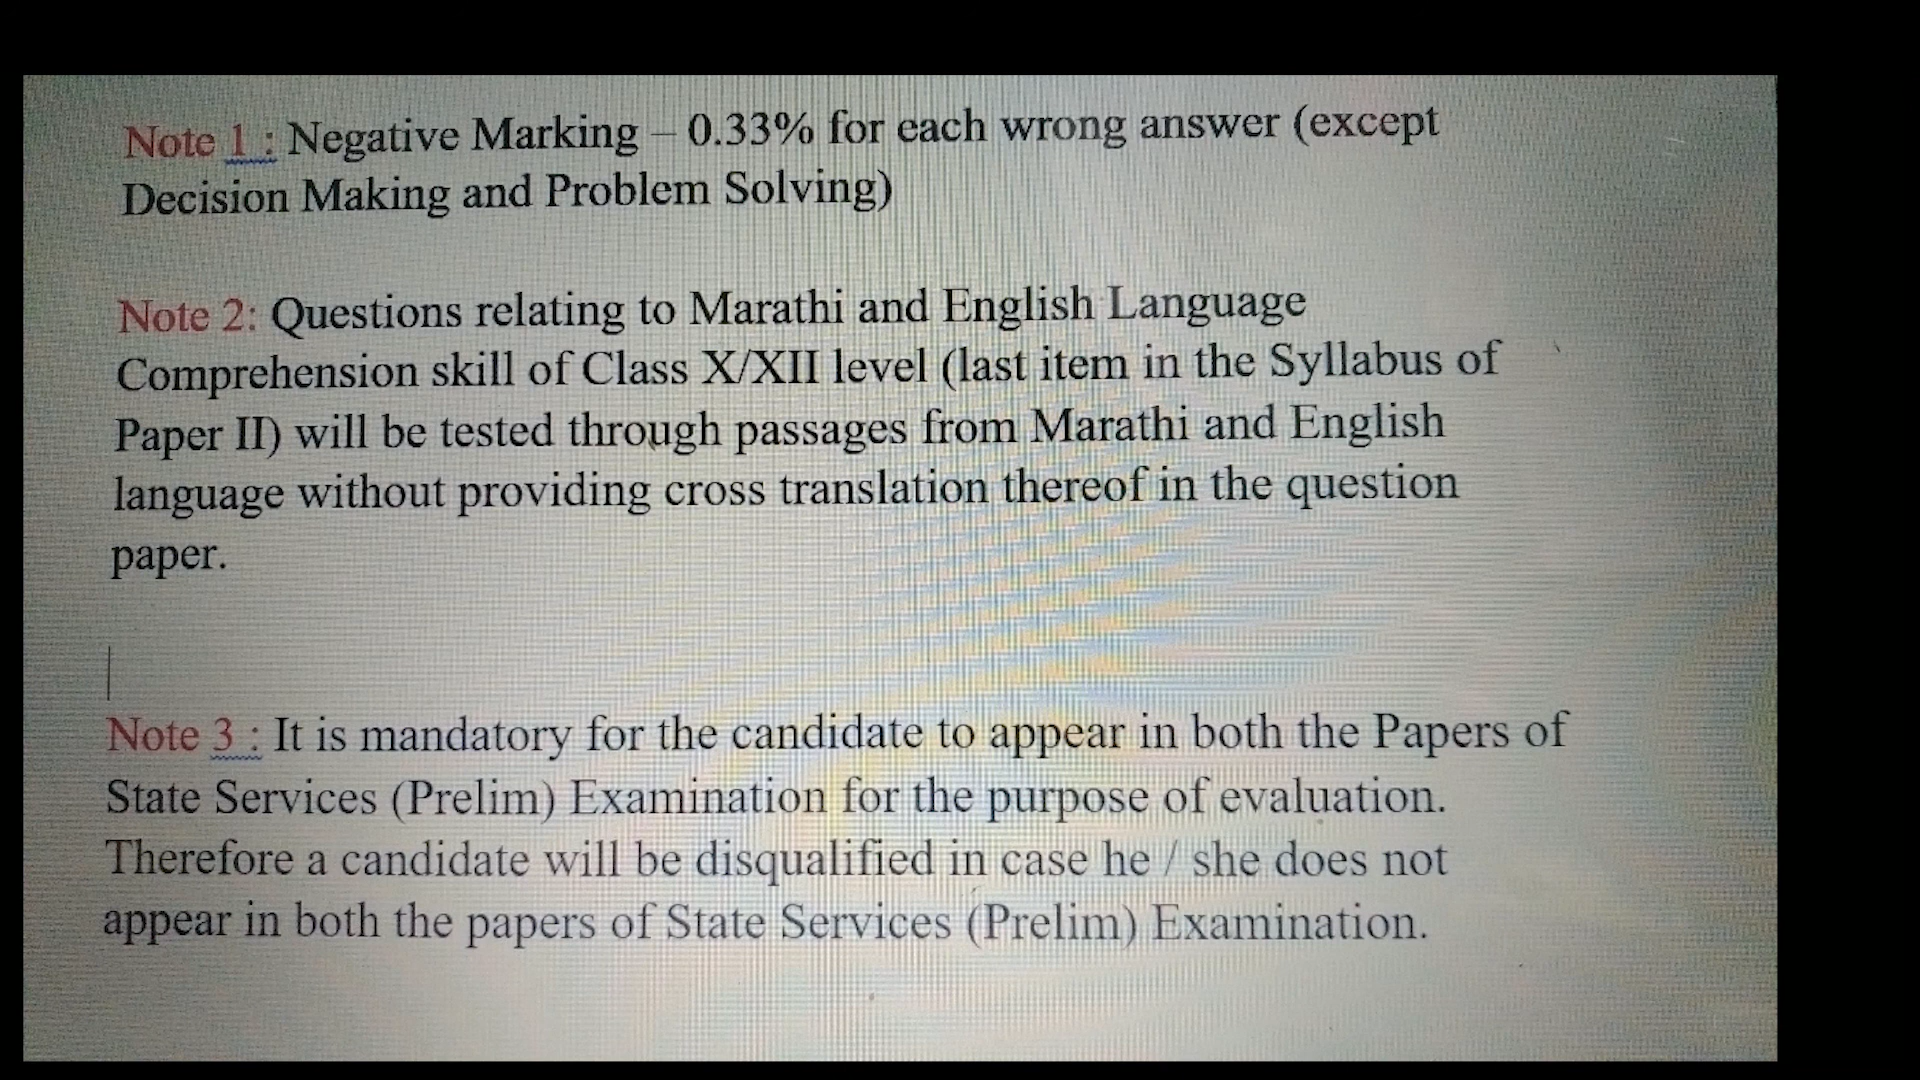 Note 1 : Negative Marking – 0.33% for each wrong answer (except
Decision Making and Problem Solving)
Note 2: Questions relating to Marathi and English Language
Comprehension skill of Class X/XII level (last item in the Syllabus of
Paper II) will be tested through passages from Marathi and English
language without providing cross translation thereof in the question
paper.
Note 3 : It is mandatory for the candidate to appear in both the Papers of
State Services (Prelim) Examination for the purpose of evaluation.
Therefore a candidate will be disqualified in case he / she does not
appear in both the papers of State Services (Prelim) Examination.